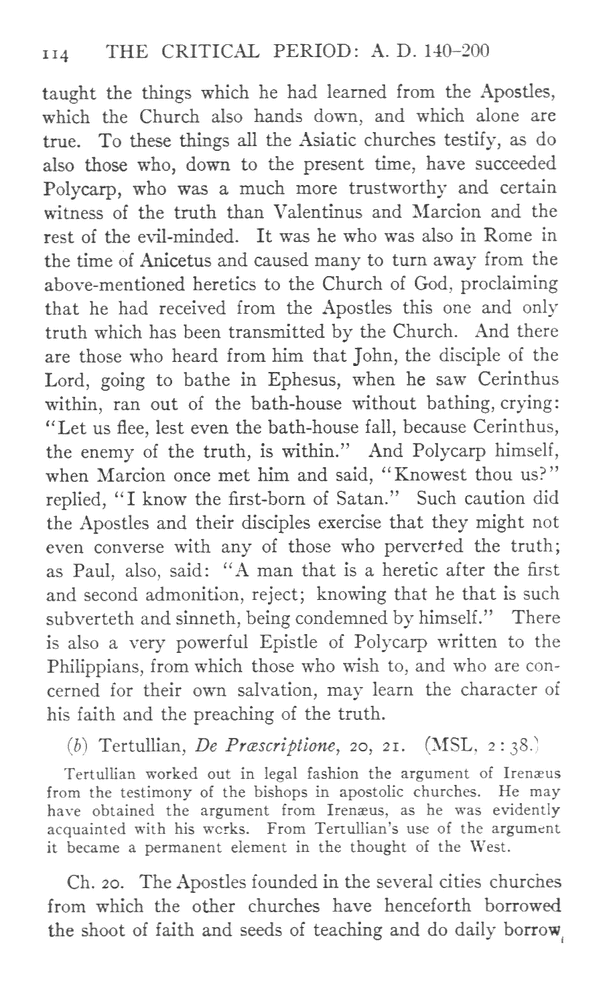 114 THE CRITICAL PERIOD: A. D. 140–200
taught the things which he had learned from the Apostles,
which the Church also hands down, and which alone are
true. To these things all the Asiatic churches testify, as do
also those who, down to the present time, have succeeded
Polycarp, who was a much more trustworthy and certain
witness of the truth than Valentinus and Marcion and the
rest of the evil-minded. It was he who was also in Rome in
the time of Anicetus and caused many to turn away from the
above-mentioned heretics to the Church of God, proclaiming
that he had received from the Apostles this one and only
truth which has been transmitted by the Church. And there
are those who heard from him that John, the disciple of the
Lord, going to bathe in Ephesus, when he saw Cerinthus
within, ran out of the bath-house without bathing, crying:
“Let us flee, lest even the bath-house fall, because Cerinthus,
the enemy of the truth, is within.” And Polycarp himself,
when Marcion once met him and said, “Knowest thou us?”
replied, “I know the first-born of Satan.” Such caution did
the Apostles and their disciples exercise that they might not
even converse with any of those who perverted the truth;
as Paul, also, said: “A man that is a heretic after the first
and second admonition, reject; knowing that he that is such
subverteth and sinneth, being condemned by himself.” There
is also a very powerful Epistle of Polycarp written to the
Philippians, from which those who wish to, and who are con-
cerned for their own salvation, may learn the character of
his faith and the preaching of the truth.
(b) Tertullian, De Præscriptione, 20, 21. (MSL, 2 : 38.)
Tertullian worked out in legal fashion the argument of Irenæus
from the testimony of the bishops in apostolic churches. He may
have obtained the argument from Irenæus, as he was evidently
acquainted with his works. From Tertullian’s use of the argument
it became a permanent element in the thought of the West.
Ch. 20. The Apostles founded in the several cities churches
from which the other churches have henceforth borrowed
the shoot of faith and seeds of teaching and do daily borrow